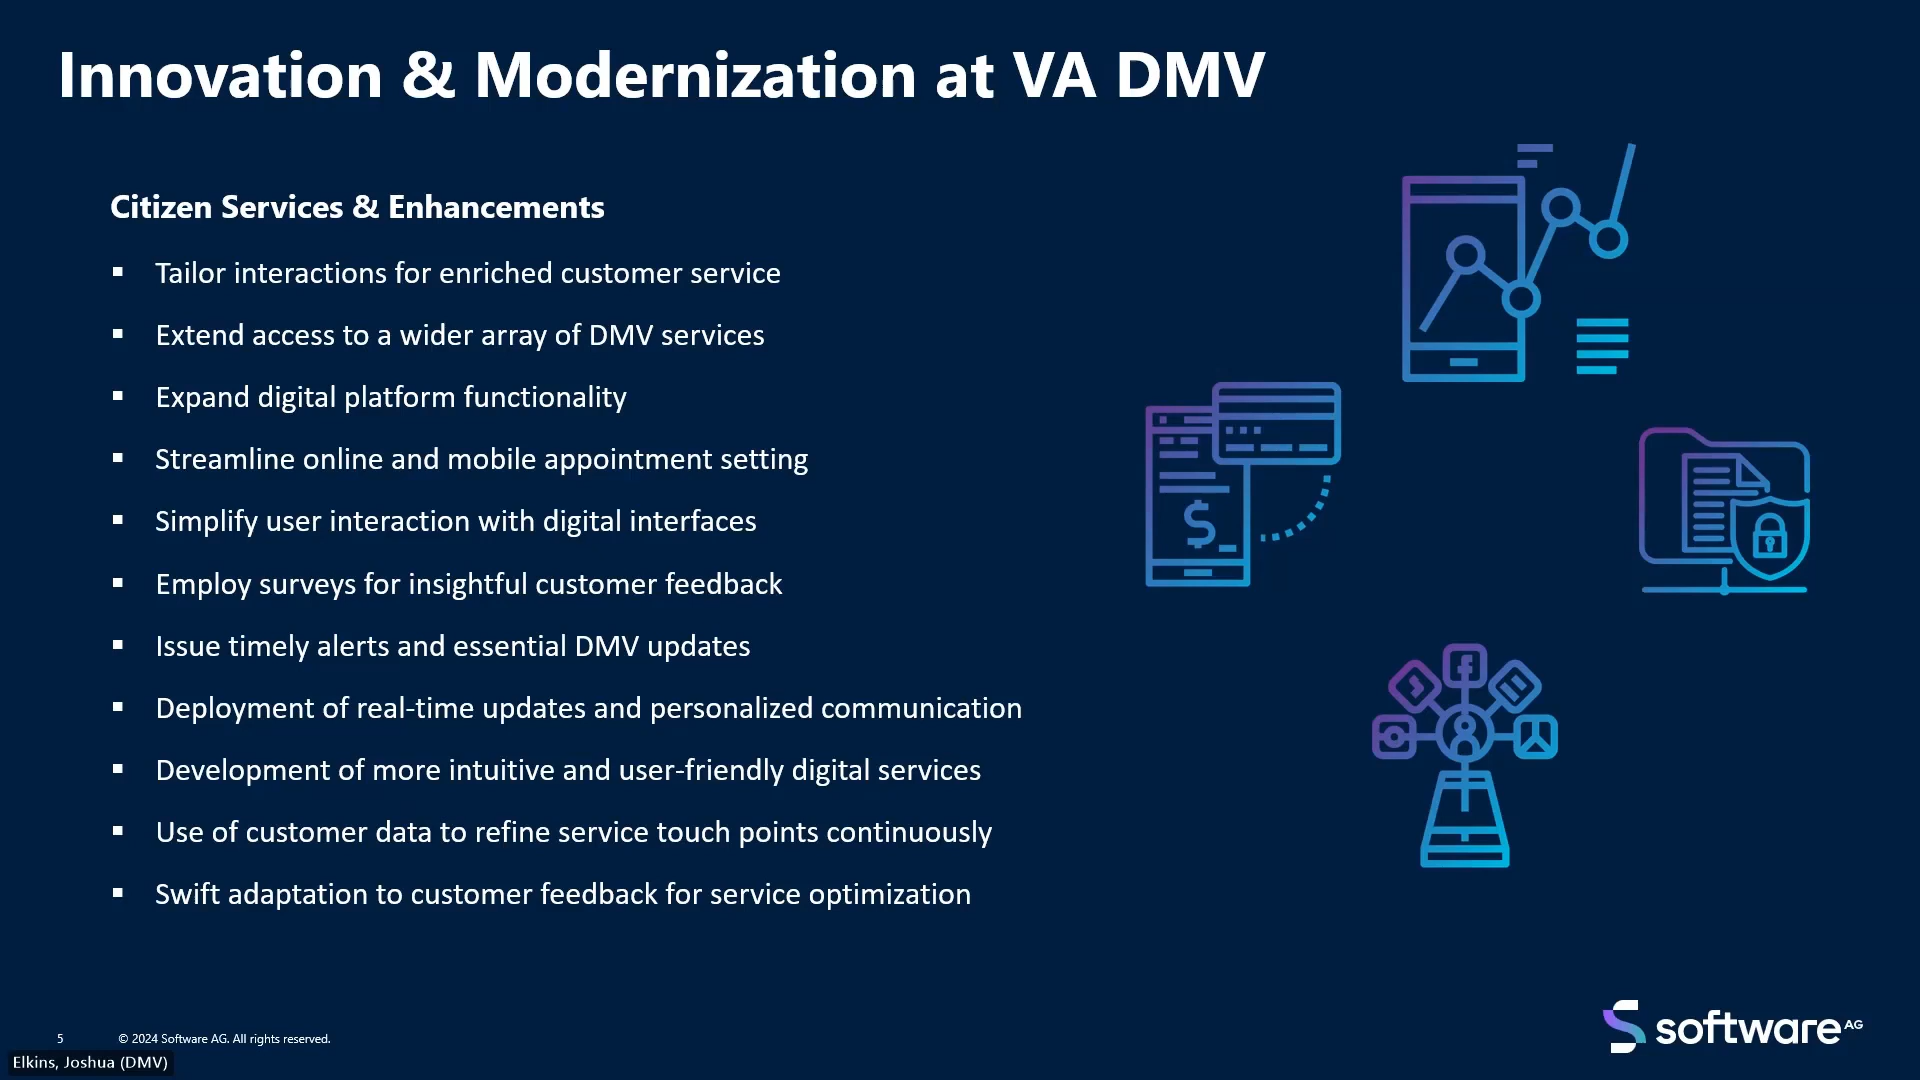 Innovation & Modernization at VA DMV
Citizen Services & Enhancements
▪ Tailor interactions for enriched customer service
▪ Extend access to a wider array of DMV services
▪ Expand digital platform functionality
▪ Streamline online and mobile appointment setting
▪ Simplify user interaction with digital interfaces
▪ Employ surveys for insightful customer feedback
▪ Issue timely alerts and essential DMV updates
▪ Deployment of real-time updates and personalized communication
▪ Development of more intuitive and user-friendly digital services
▪ Use of customer data to refine service touch points continuously
▪ Swift adaptation to customer feedback for service optimization
$
f
5
© 2024 Software AG. All rights reserved.
software AG
Elkins, Joshua (DMV)